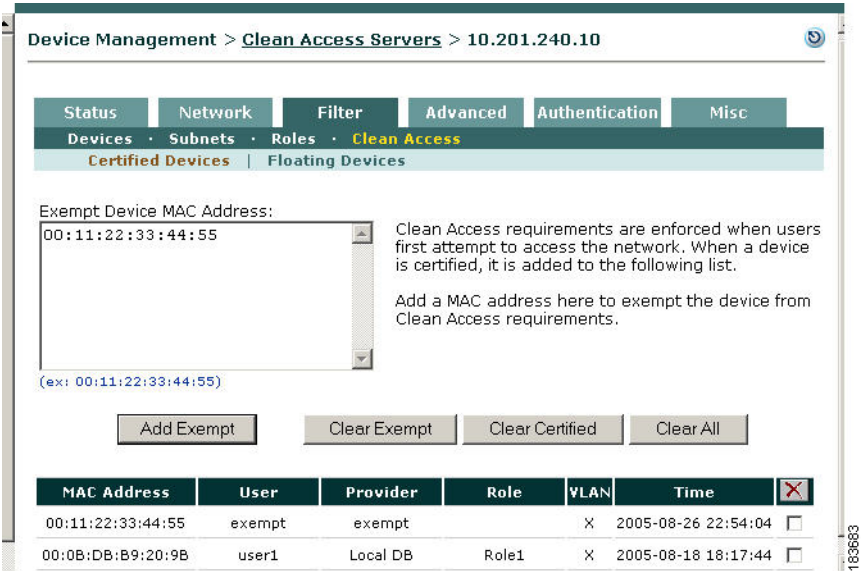 Device Management > Clean Access Servers > 10.201.240.10
Status Network Filter Advanced Authentication Misc
Devices · Subnets · Roles · Clean Access
Certified Devices | Floating Devices
Exempt Device MAC Address:
00:11:22:33:44:55
(ex: 00:11:22:33:44:55)
Clean Access requirements are enforced when users
first attempt to access the network. When a device
is certified, it is added to the following list.
Add a MAC address here to exempt the device from
Clean Access requirements.
Add Exempt Clear Exempt Clear Certified Clear All
MAC Address User Provider Role VLAN Time
00:11:22:33:44:55 exempt exempt X 2005-08-26 22:54:04
00:0B:DB:B9:20:9B user1 Local DB Role1 X 2005-08-18 18:17:44
183683